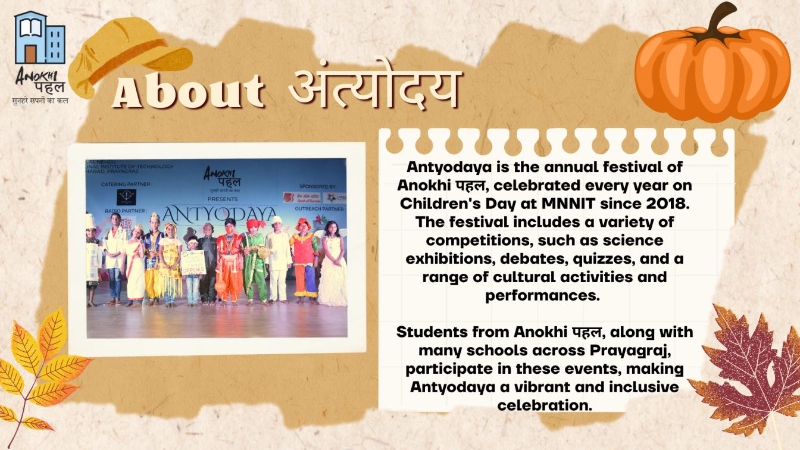 ANOKHI
पहल
सुनहरे सपनों का कल
About अंत्योदय
CATERING PARTNER
ANOKHI
पहल
PRESENTS
SPONSORED BY
RADIO PARTNER
ANTYODAYA
OUTREACH PARTNER
Antyodaya is the annual festival of
Anokhi पहल, celebrated every year on
Children's Day at MNNIT since 2018.
The festival includes a variety of
competitions, such as science
exhibitions, debates, quizzes, and a
range of cultural activities and
performances.
Students from Anokhi पहल, along with
many schools across Prayagraj,
participate in these events, making
Antyodaya a vibrant and inclusive
celebration.